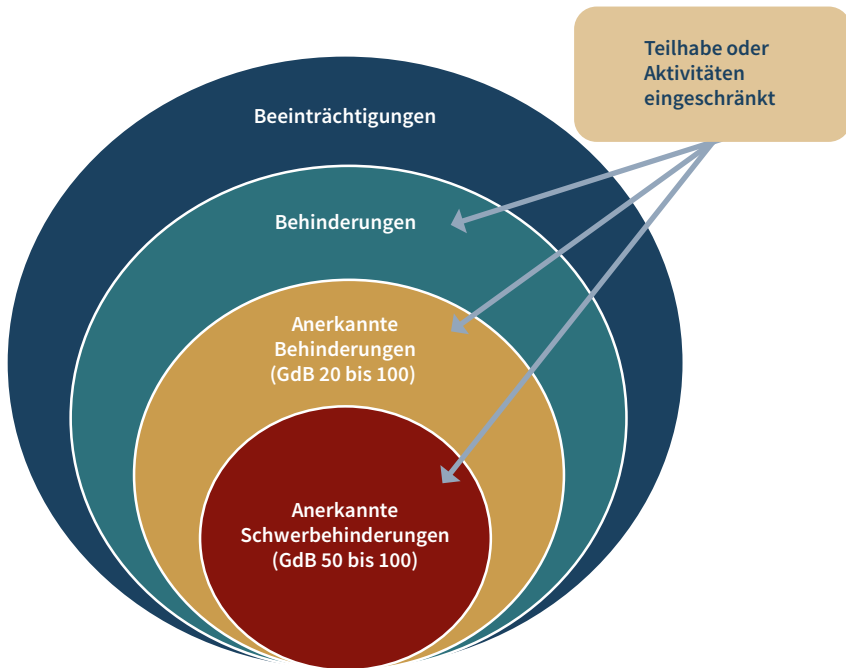 Teilhabe oder
Aktivitäten
eingeschränkt
Beeinträchtigungen
Behinderungen
Anerkannte
Behinderungen
(GdB 20 bis 100)
Anerkannte
Schwerbehinderungen
(GdB 50 bis 100)